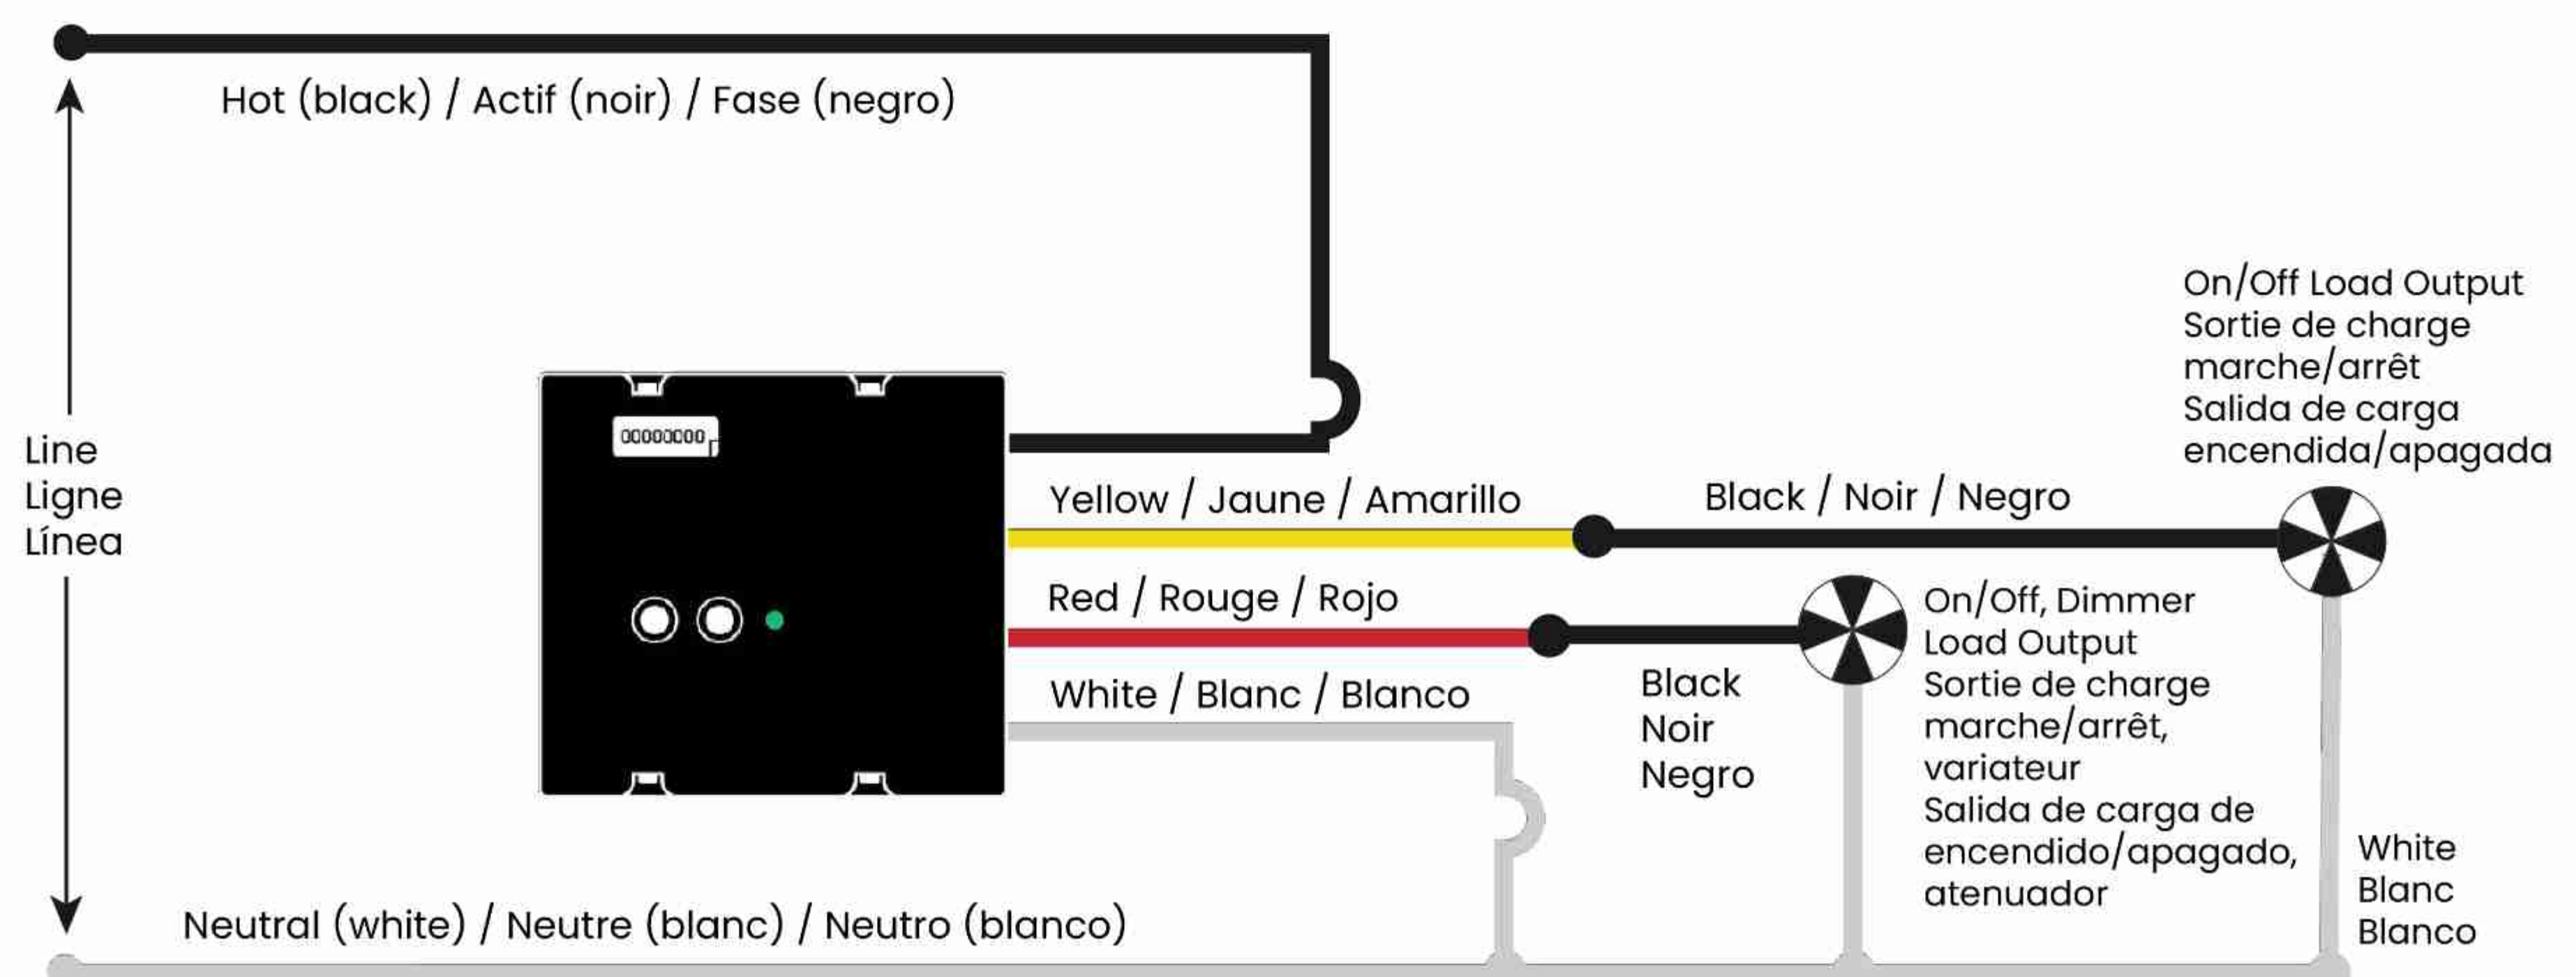 Hot (black) / Actif (noir) / Fase (negro)
Line
Ligne
Línea
00000000
Yellow / Jaune / Amarillo
Black / Noir / Negro
On/Off Load Output
Sortie de charge
marche/arrêt
Salida de carga
encendida/apagada
Red / Rouge / Rojo
Black
Noir
Negro
On/Off, Dimmer
Load Output
Sortie de charge
marche/arrêt,
variateur
Salida de carga de
encendido/apagado,
atenuador
White / Blanc / Blanco
White
Blanc
Blanco
Neutral (white) / Neutre (blanc) / Neutro (blanco)